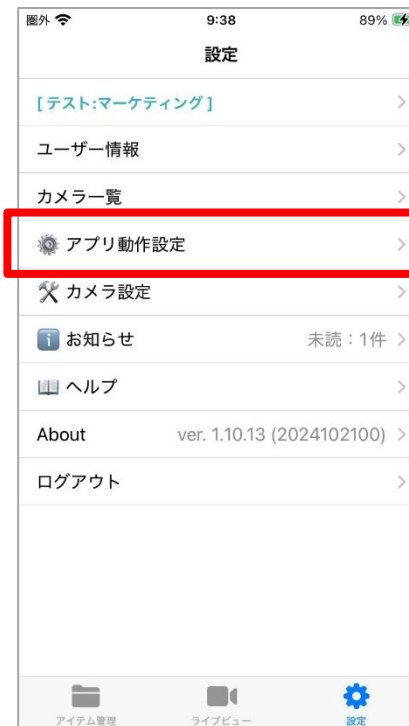 圏外 9:38 89%
設定
[ テスト:マーケティング ]
ユーザー情報
カメラ一覧
アプリ動作設定
カメラ設定
お知らせ 未読：1件
ヘルプ
About ver. 1.10.13 (2024102100)
ログアウト
アイテム管理 ライブビュー 設定